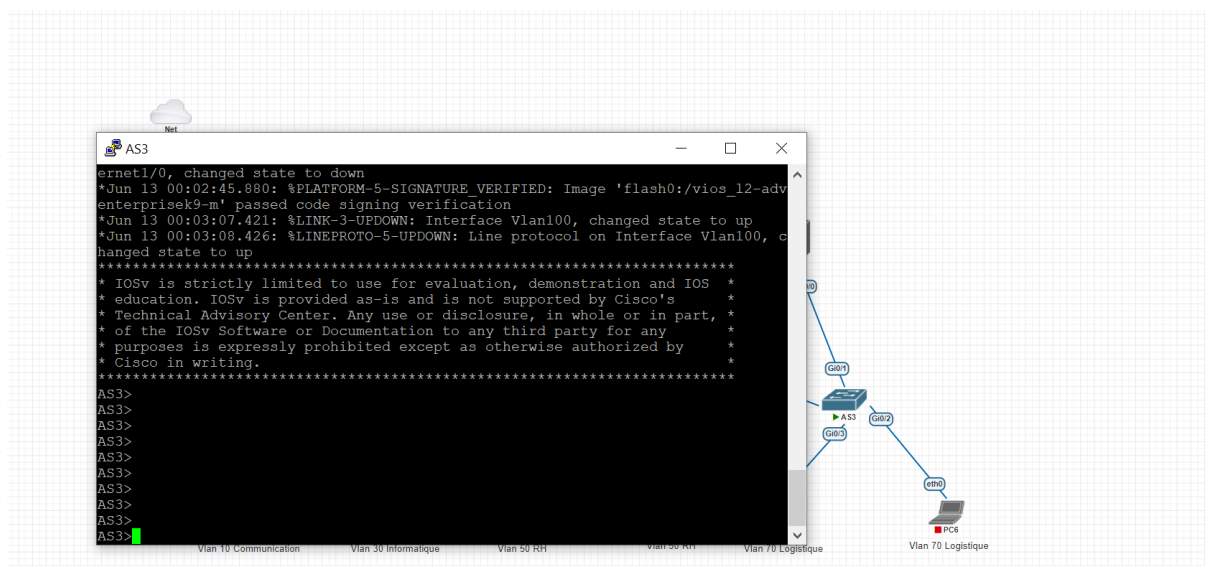 Net
AS3
ernet1/0, changed state to down
*Jun 13 00:02:45.880: %PLATFORM-5-SIGNATURE_VERIFIED: Image 'flash0:/vios_l2-adv
enterprisek9-m' passed code signing verification
*Jun 13 00:03:07.421: %LINK-3-UPDOWN: Interface Vlan100, changed state to up
*Jun 13 00:03:08.426: %LINEPROTO-5-UPDOWN: Line protocol on Interface Vlan100, c
hanged state to up
**************************************************************************
* IOSv is strictly limited to use for evaluation, demonstration and IOS  *
* education. IOSv is provided as-is and is not supported by Cisco's      *
* Technical Advisory Center. Any use or disclosure, in whole or in part, *
* of the IOSv Software or Documentation to any third party for any       *
* purposes is expressly prohibited except as otherwise authorized by     *
* Cisco in writing.                                                      *
**************************************************************************
AS3>
AS3>
AS3>
AS3>
AS3>
AS3>
AS3>
AS3>
AS3>
AS3>
Gi0/1
AS3
Gi0/2
Gi0/3
eth0
PC6
Vlan 10 Communication
Vlan 30 Informatique
Vlan 50 RH
Vlan 50 RH
Vlan 70 Logistique
Vlan 70 Logistique